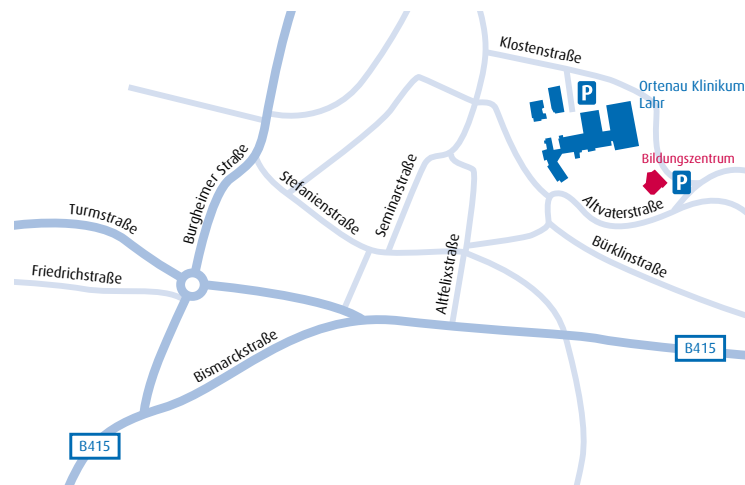 Klostenstraße
P
Ortenau Klinikum
Lahr
Bildungszentrum
P
Burgheimer Straße
Stefanienstraße
Seminarstraße
Altvaterstraße
Turmstraße
Bürklinstraße
Friedrichstraße
Altfelixstraße
Bismarckstraße
B415
B415